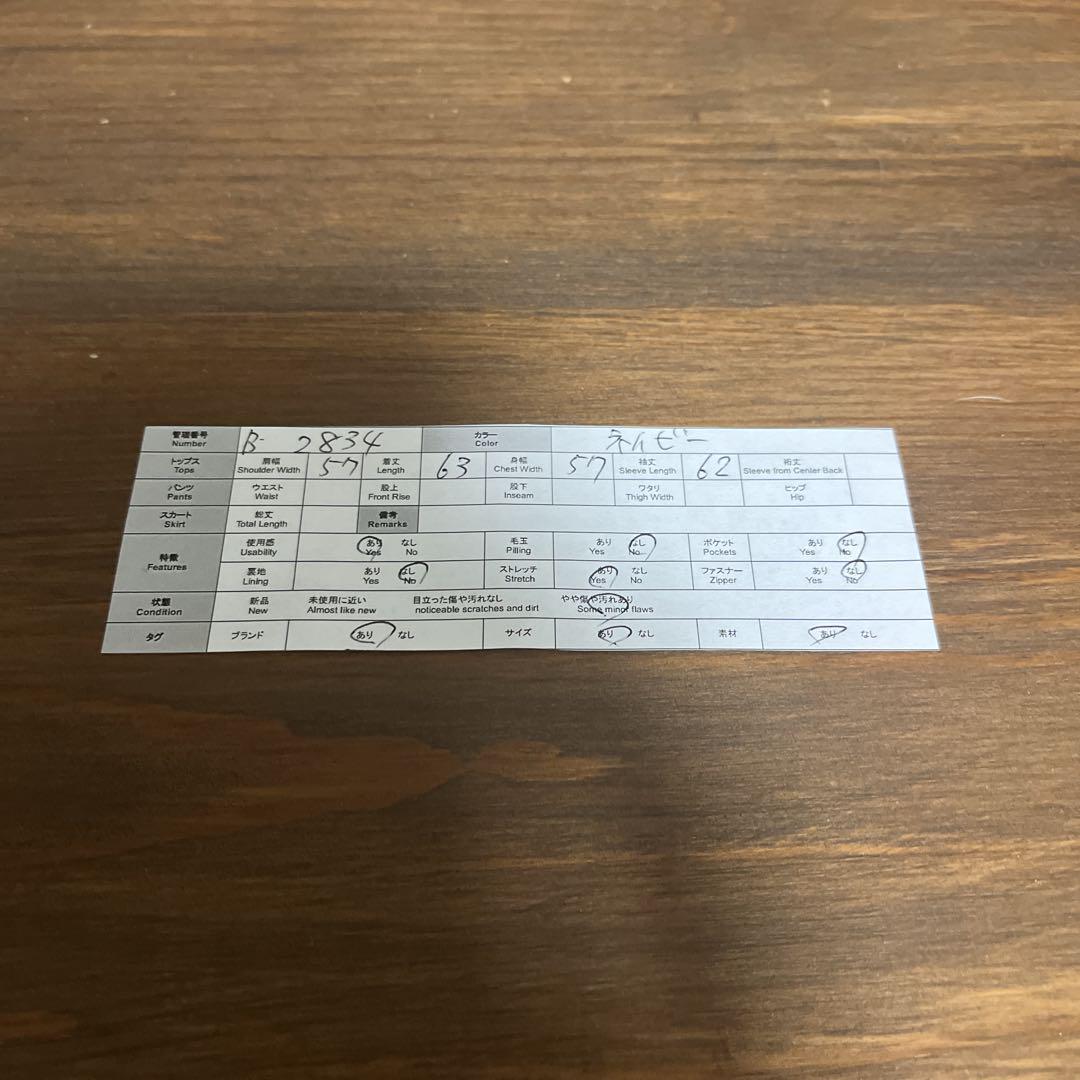 管理番号 Number B- 2834 カラー Color ネイビー
トップス Tops 肩幅 Shoulder Width 57 着丈 Length 63 身幅 Chest Width 57 袖丈 Sleeve Length 62 裄丈 Sleeve from Center Back
パンツ Pants ウエスト Waist 股上 Front Rise 股下 Inseam ワタリ Thigh Width ヒップ Hip
スカート Skirt 総丈 Total Length 備考 Remarks
特徴 Features 使用感 Usability あり Yes なし No 毛玉 Pilling あり Yes なし No ポケット Pockets あり Yes なし No
裏地 Lining あり Yes なし No ストレッチ Stretch あり Yes なし No ファスナー Zipper あり Yes なし No
状態 Condition 新品 New 未使用に近い Almost like new 目立った傷や汚れなし noticeable scratches and dirt やや傷や汚れあり Some minor flaws
タグ ブランド あり なし サイズ あり なし 素材 あり なし